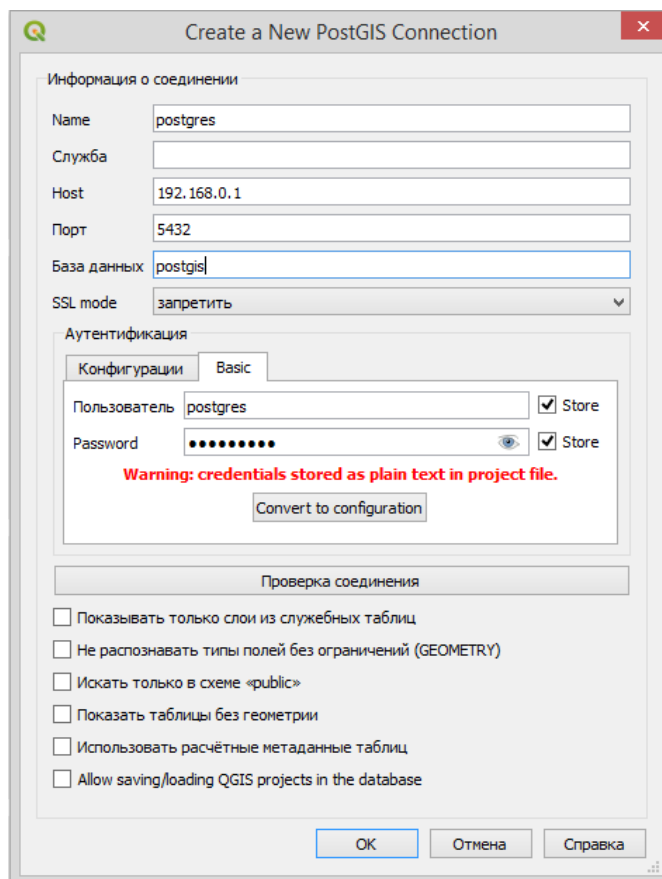 Create a New PostGIS Connection
Информация о соединении
Name postgres
Служба
Host 192.168.0.1
Порт 5432
База данных postgis
SSL mode запретить
Аутентификация
Конфигурации Basic
Пользователь postgres Store
Password ●●●●●●●●● Store
Warning: credentials stored as plain text in project file.
Convert to configuration
Проверка соединения
Показывать только слои из служебных таблиц
Не распознавать типы полей без ограничений (GEOMETRY)
Искать только в схеме «public»
Показать таблицы без геометрии
Использовать расчётные метаданные таблиц
Allow saving/loading QGIS projects in the database
OK Отмена Справка